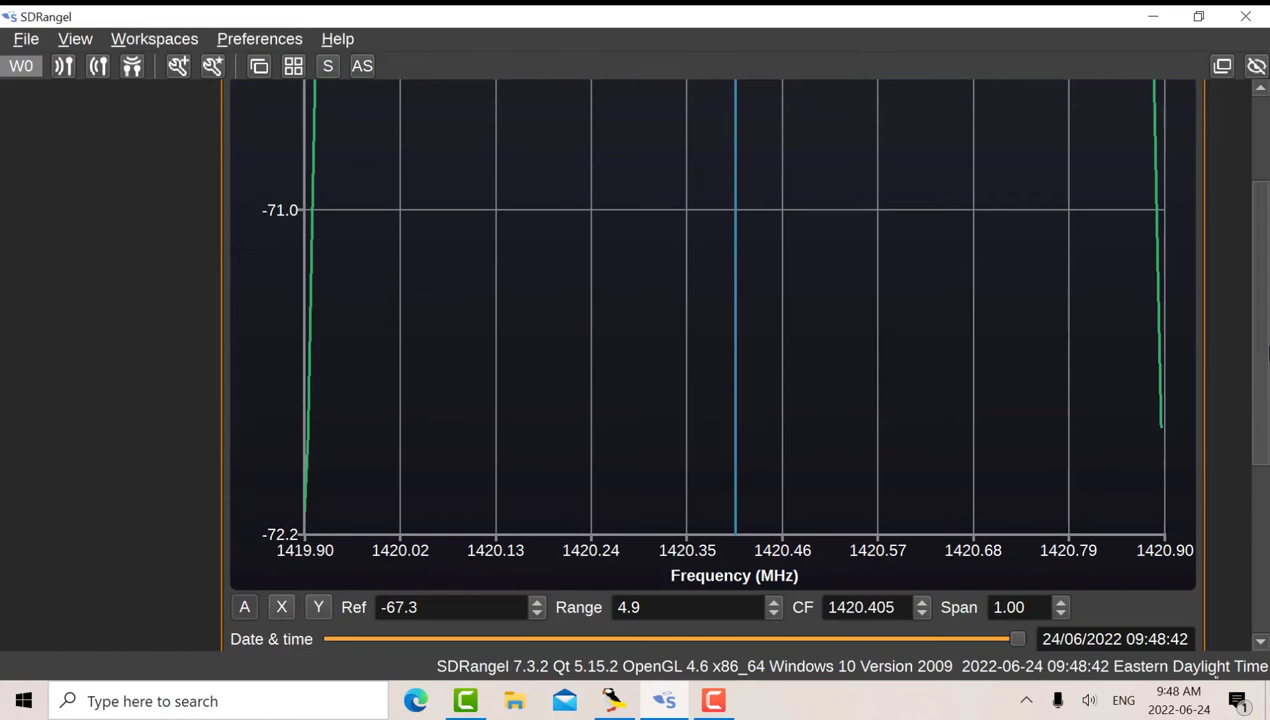 SDRangel
File View Workspaces Preferences Help
W0 S AS
-71.0
-72.2
1419.90 1420.02 1420.13 1420.24 1420.35 1420.46 1420.57 1420.68 1420.79 1420.90
Frequency (MHz)
A X Y Ref -67.3 Range 4.9 CF 1420.405 Span 1.00
Date & time 24/06/2022 09:48:42
SDRangel 7.3.2 Qt 5.15.2 OpenGL 4.6 x86_64 Windows 10 Version 2009 2022-06-24 09:48:42 Eastern Daylight Time
Type here to search ENG 9:48 AM
2022-06-24 1